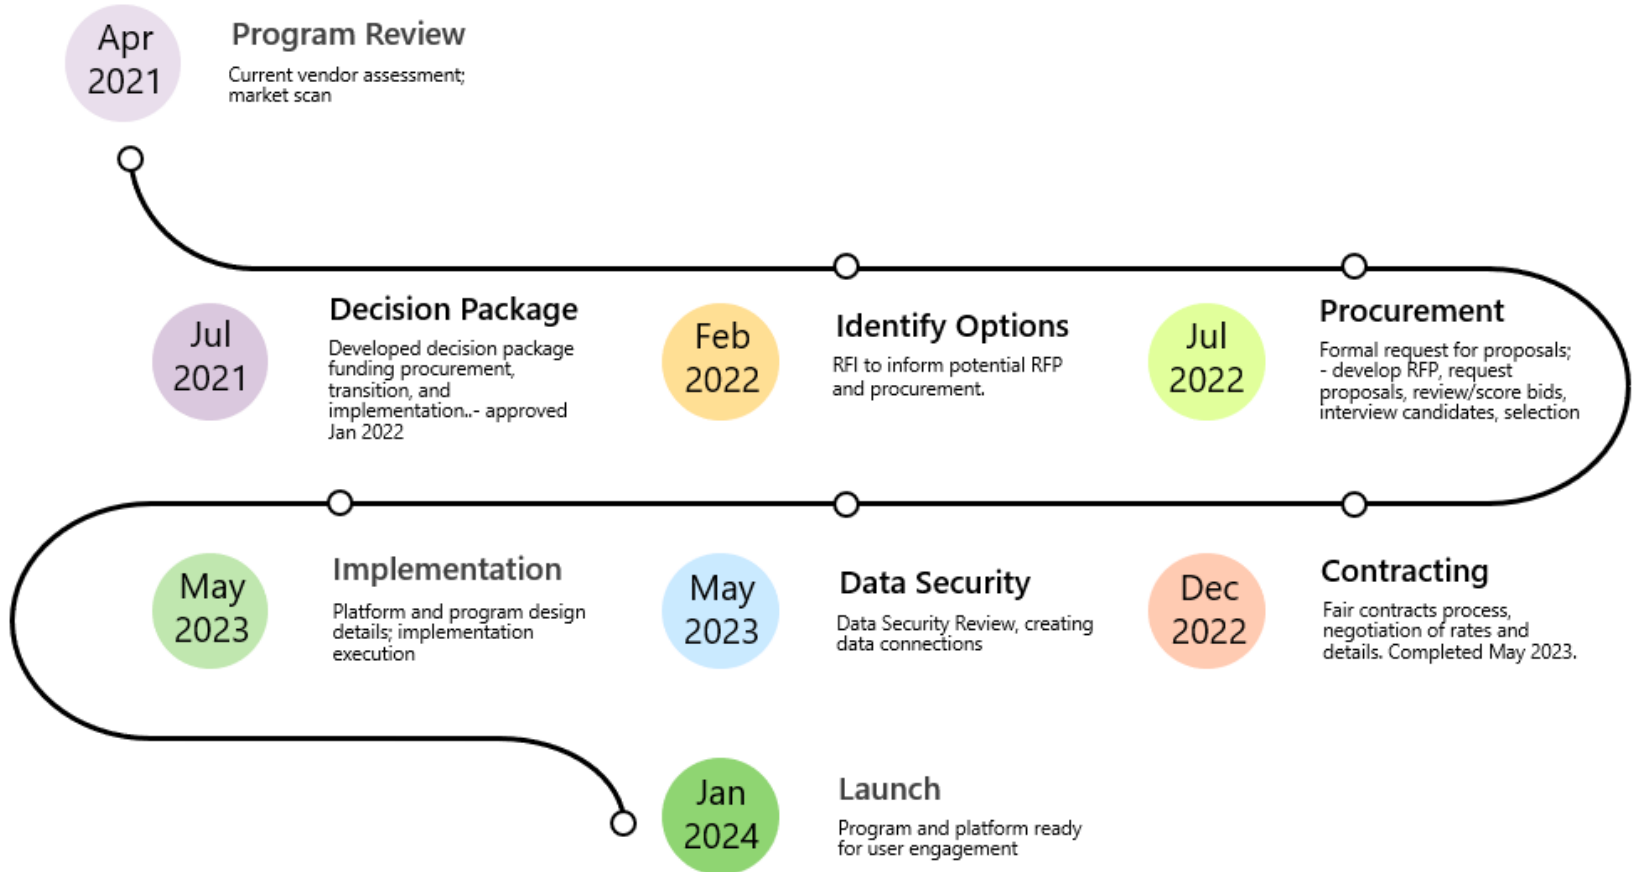 Apr
2021
Program Review
Current vendor assessment;
market scan
Jul
2021
Decision Package
Developed decision package
funding procurement,
transition, and
implementation..- approved
Jan 2022
Feb
2022
Identify Options
RFI to inform potential RFP
and procurement.
Jul
2022
Procurement
Formal request for proposals;
- develop RFP, request
proposals, review/score bids,
interview candidates, selection
Dec
2022
Contracting
Fair contracts process,
negotiation of rates and
details. Completed May 2023.
May
2023
Data Security
Data Security Review, creating
data connections
May
2023
Implementation
Platform and program design
details; implementation
execution
Jan
2024
Launch
Program and platform ready
for user engagement